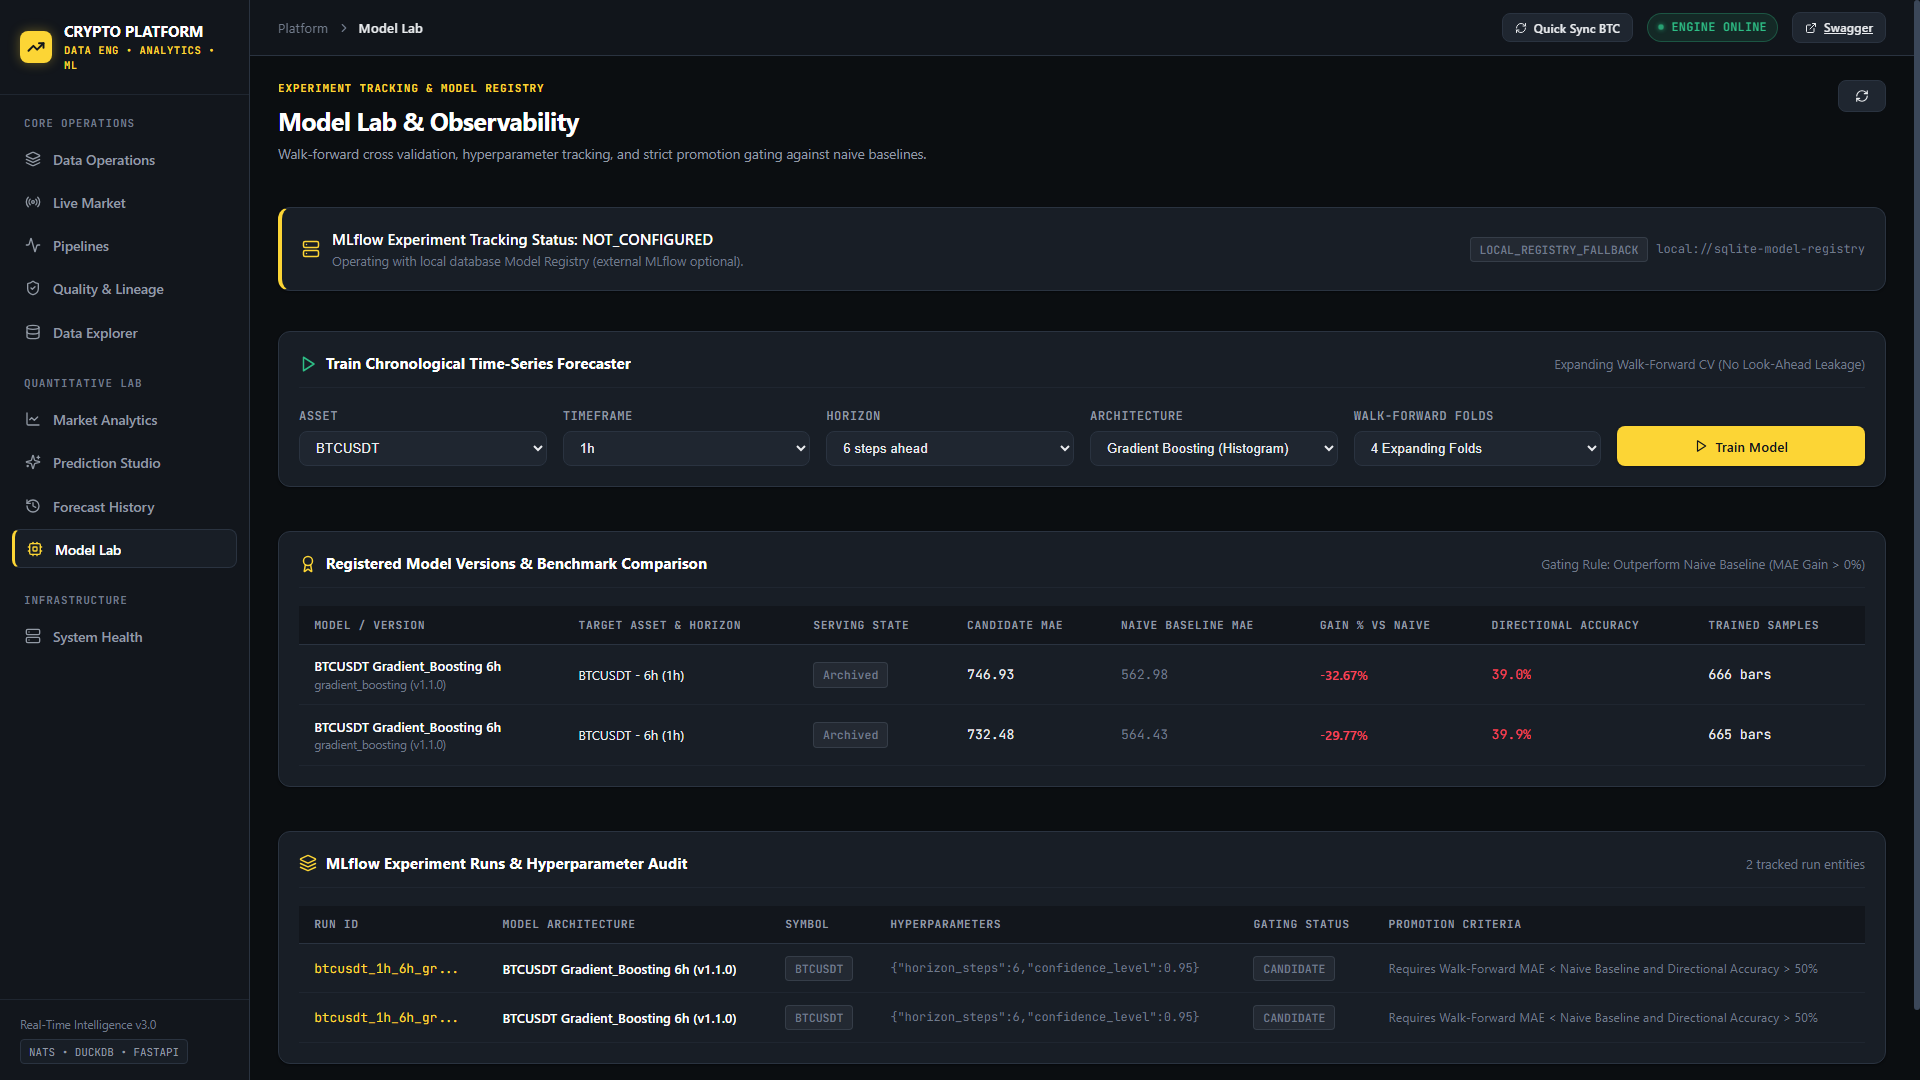 CRYPTO PLATFORM
DATA ENG • ANALYTICS •
ML
CORE OPERATIONS
Data Operations
Live Market
Pipelines
Quality & Lineage
Data Explorer
QUANTITATIVE LAB
Market Analytics
Prediction Studio
Forecast History
Model Lab
INFRASTRUCTURE
System Health
Real-Time Intelligence v3.0
NATS • DUCKDB • FASTAPI
Platform > Model Lab
Quick Sync BTC
ENGINE ONLINE
Swagger
EXPERIMENT TRACKING & MODEL REGISTRY
Model Lab & Observability
Walk-forward cross validation, hyperparameter tracking, and strict promotion gating against naive baselines.
MLflow Experiment Tracking Status: NOT_CONFIGURED
Operating with local database Model Registry (external MLflow optional).
LOCAL_REGISTRY_FALLBACK local://sqlite-model-registry
Train Chronological Time-Series Forecaster
Expanding Walk-Forward CV (No Look-Ahead Leakage)
ASSET TIMEFRAME HORIZON ARCHITECTURE WALK-FORWARD FOLDS
BTCUSDT 1h 6 steps ahead Gradient Boosting (Histogram) 4 Expanding Folds Train Model
Registered Model Versions & Benchmark Comparison
Gating Rule: Outperform Naive Baseline (MAE Gain > 0%)
MODEL / VERSION TARGET ASSET & HORIZON SERVING STATE CANDIDATE MAE NAIVE BASELINE MAE GAIN % VS NAIVE DIRECTIONAL ACCURACY TRAINED SAMPLES
BTCUSDT Gradient_Boosting 6h
gradient_boosting (v1.1.0)
BTCUSDT - 6h (1h) Archived 746.93 562.98 -32.67% 39.0% 666 bars
BTCUSDT Gradient_Boosting 6h
gradient_boosting (v1.1.0)
BTCUSDT - 6h (1h) Archived 732.48 564.43 -29.77% 39.9% 665 bars
MLflow Experiment Runs & Hyperparameter Audit
2 tracked run entities
RUN ID MODEL ARCHITECTURE SYMBOL HYPERPARAMETERS GATING STATUS PROMOTION CRITERIA
btcusdt_1h_6h_gr... BTCUSDT Gradient_Boosting 6h (v1.1.0) BTCUSDT {"horizon_steps":6,"confidence_level":0.95} CANDIDATE Requires Walk-Forward MAE < Naive Baseline and Directional Accuracy > 50%
btcusdt_1h_6h_gr... BTCUSDT Gradient_Boosting 6h (v1.1.0) BTCUSDT {"horizon_steps":6,"confidence_level":0.95} CANDIDATE Requires Walk-Forward MAE < Naive Baseline and Directional Accuracy > 50%